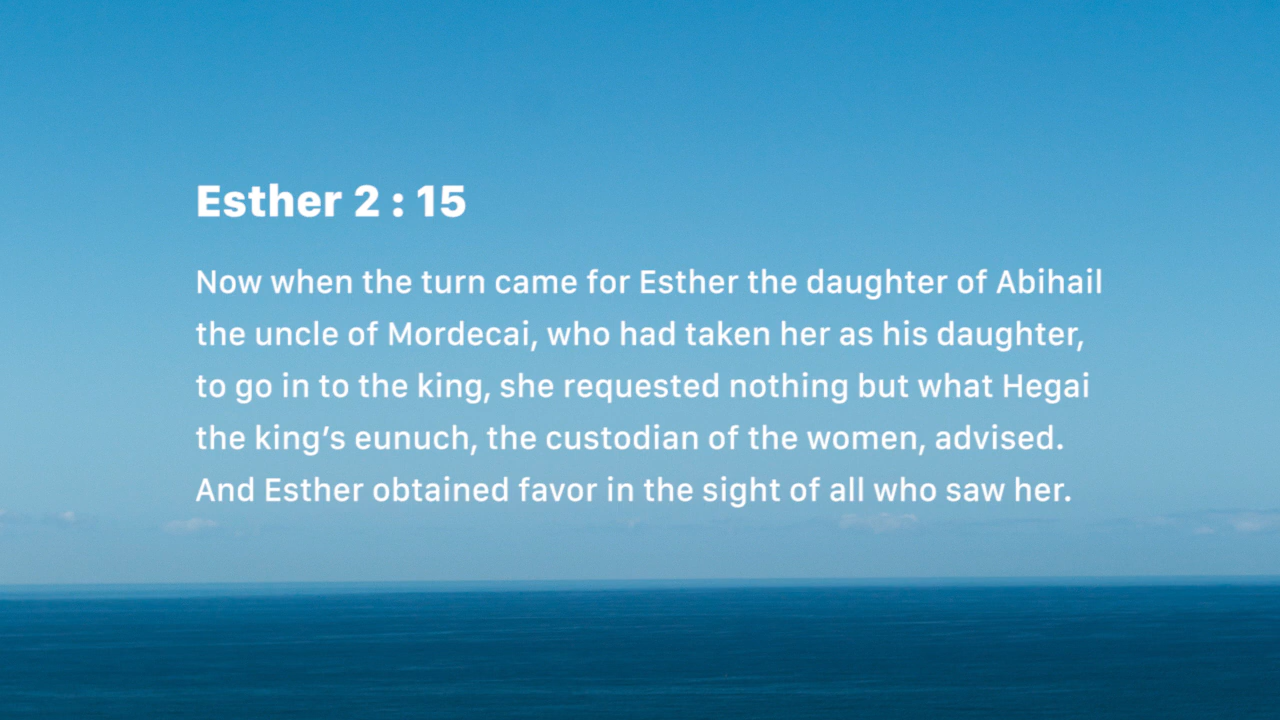 Esther 2 : 15
Now when the turn came for Esther the daughter of Abihail
the uncle of Mordecai, who had taken her as his daughter,
to go in to the king, she requested nothing but what Hegai
the king’s eunuch, the custodian of the women, advised.
And Esther obtained favor in the sight of all who saw her.